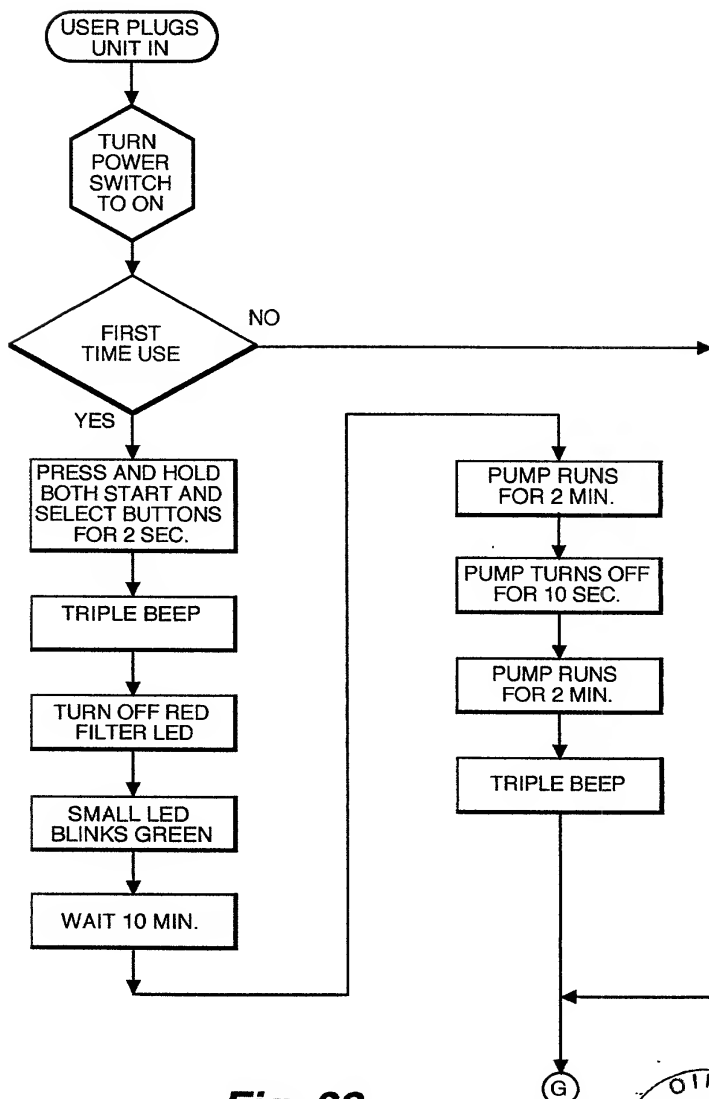 USER PLUGS
UNIT IN
TURN
POWER
SWITCH
TO ON
FIRST
TIME USE
NO
YES
PRESS AND HOLD
BOTH START AND
SELECT BUTTONS
FOR 2 SEC.
TRIPLE BEEP
TURN OFF RED
FILTER LED
SMALL LED
BLINKS GREEN
WAIT 10 MIN.
PUMP RUNS
FOR 2 MIN.
PUMP TURNS OFF
FOR 10 SEC.
PUMP RUNS
FOR 2 MIN.
TRIPLE BEEP
G